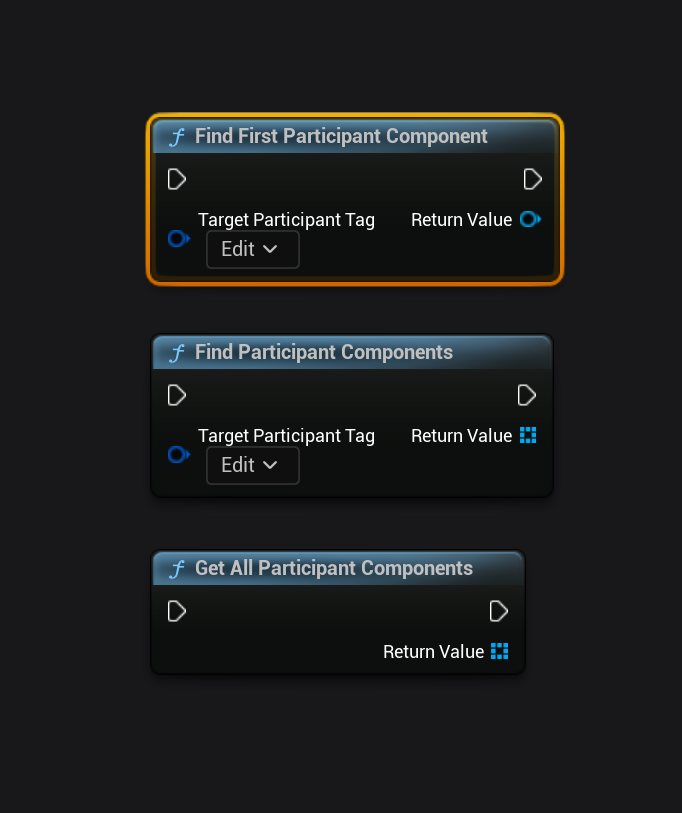 Find First Participant Component
Target Participant Tag
Return Value
Edit
Find Participant Components
Target Participant Tag
Return Value
Edit
Get All Participant Components
Return Value